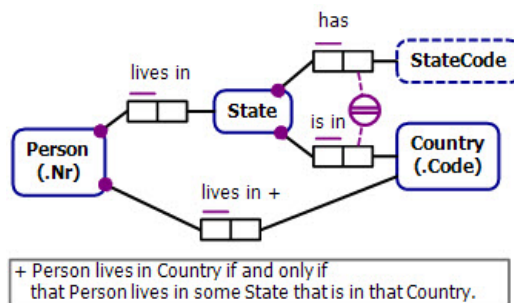 has
StateCode
lives in
State
is in
Person
(.Nr)
Country
(.Code)
lives in +
+ Person lives in Country if and only if
that Person lives in some State that is in that Country.